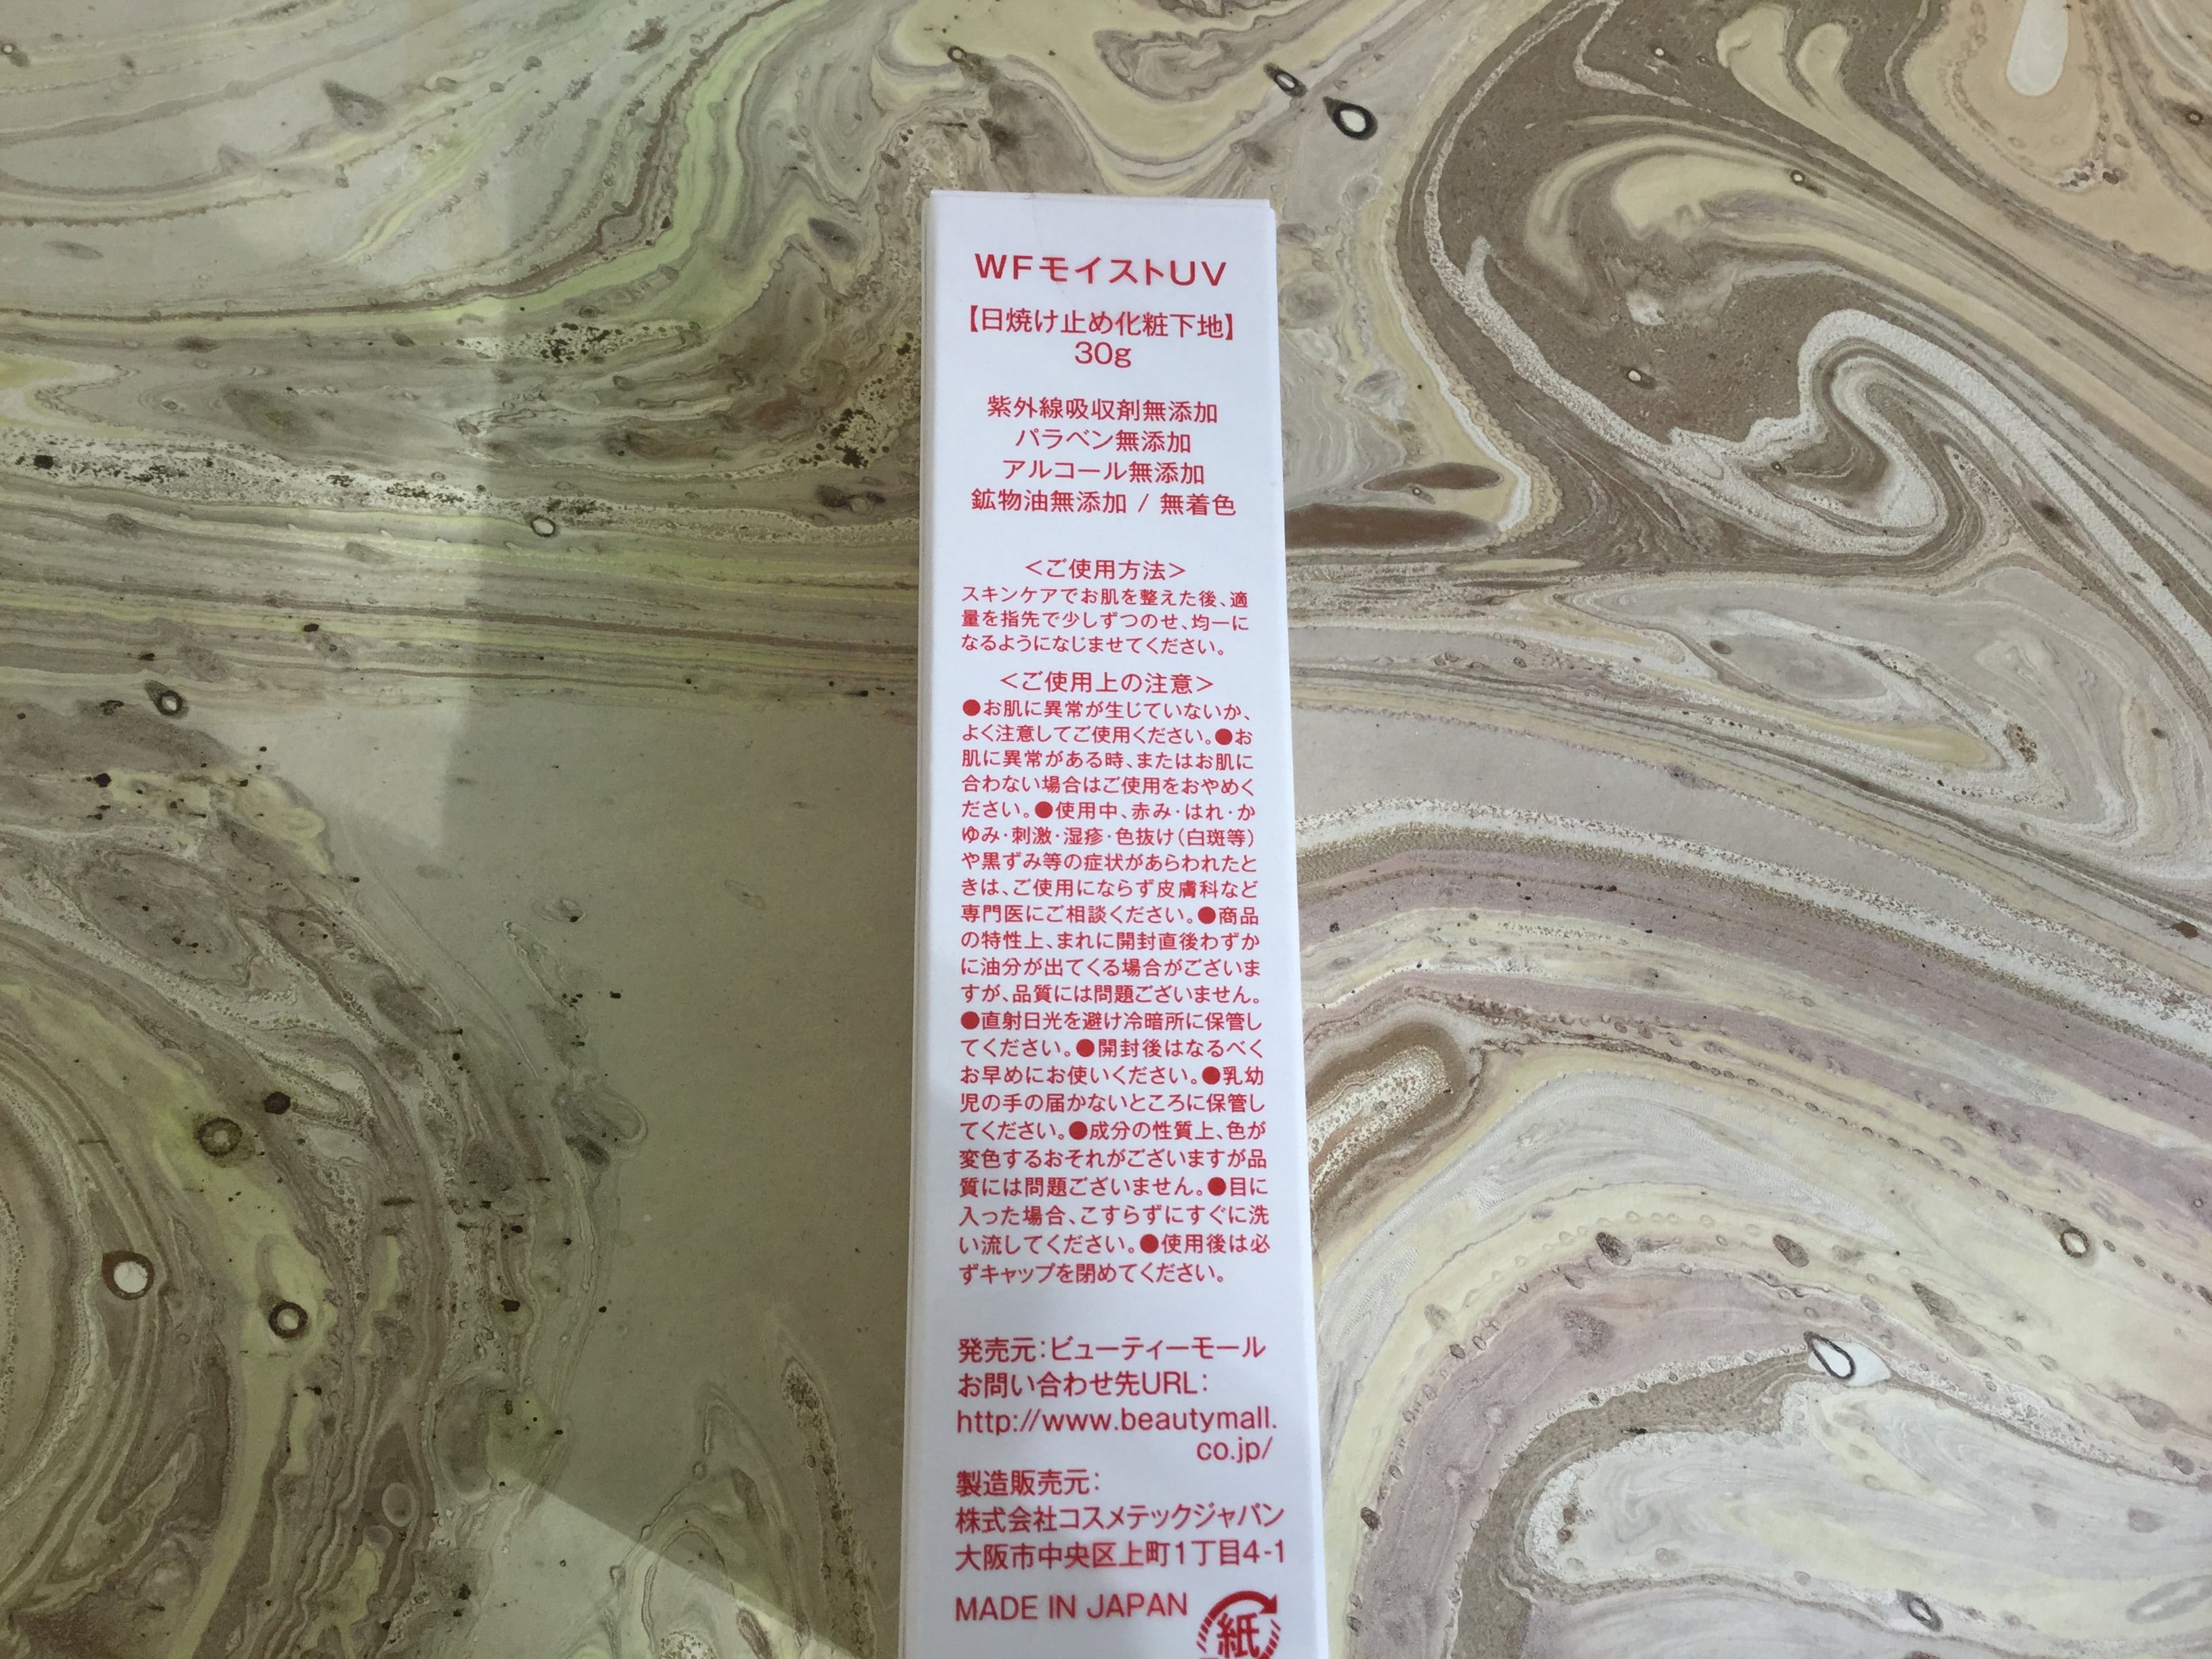 WFモイストUV
【日焼け止め化粧下地】
30g
紫外線吸収剤無添加
パラベン無添加
アルコール無添加
鉱物油無添加 / 無着色
＜ご使用方法＞
スキンケアでお肌を整えた後、適
量を指先で少しずつのせ、均一に
なるようになじませてください。
＜ご使用上の注意＞
●お肌に異常が生じていないか、
よく注意してご使用ください。●お
肌に異常がある時、またはお肌に
合わない場合はご使用をおやめく
ださい。●使用中、赤み・はれ・か
ゆみ・刺激・湿疹・色抜け(白斑等)
や黒ずみ等の症状があらわれたと
きは、ご使用にならず皮膚科など
専門医にご相談ください。●商品
の特性上、まれに開封直後わずか
に油分が出てくる場合がございま
すが、品質には問題ございません。
●直射日光を避け冷暗所に保管し
てください。●開封後はなるべく
お早めにお使いください。●乳幼
児の手の届かないところに保管し
てください。●成分の性質上、色が
変色するおそれがございますが品
質には問題ございません。●目に
入った場合、こすらずにすぐに洗
い流してください。●使用後は必
ずキャップを閉めてください。
発売元：ビューティーモール
お問い合わせ先URL：
http://www.beautymall.
co.jp/
製造販売元：
株式会社コスメテックジャパン
大阪市中央区上町1丁目4-1
MADE IN JAPAN
紙